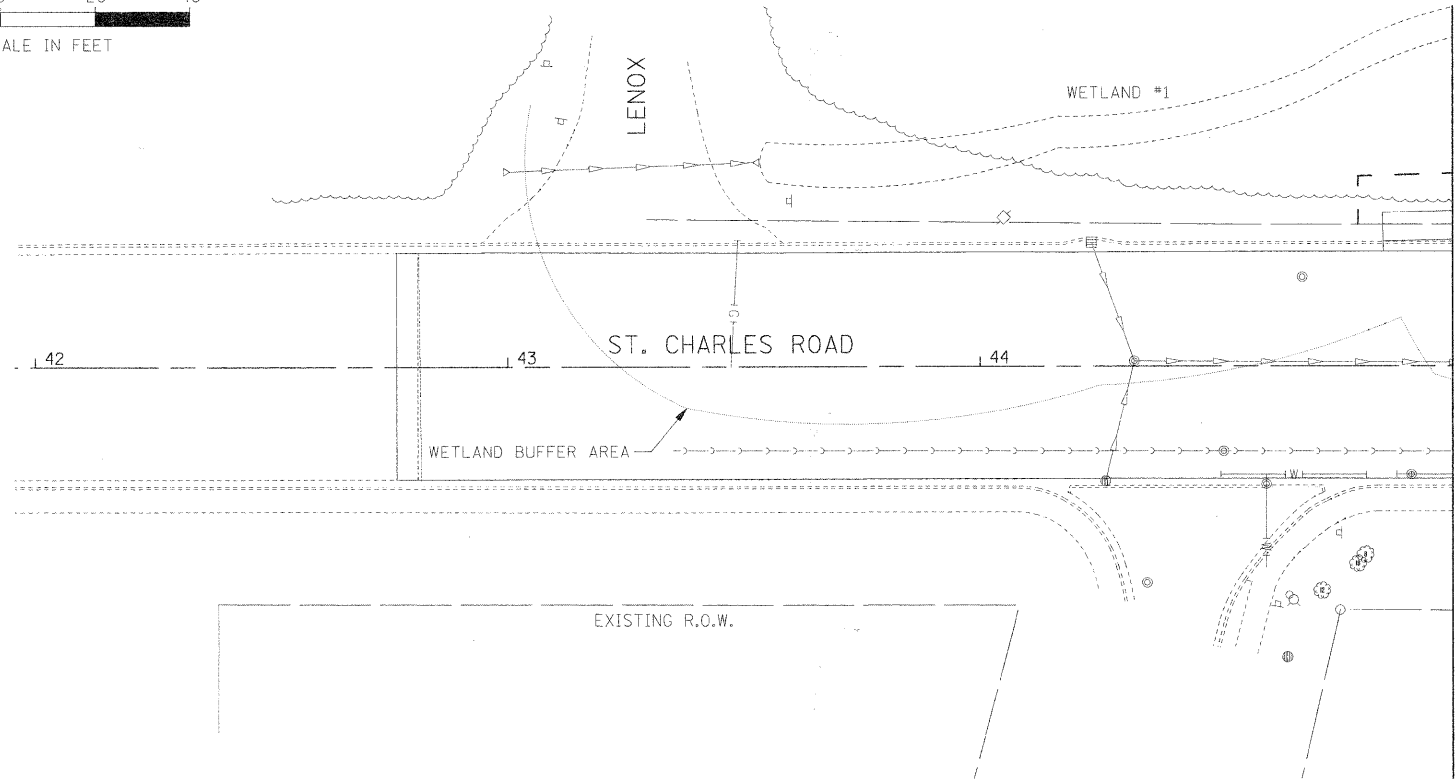 ALE IN FEET
LENOX
WETLAND #1
42
43
ST. CHARLES ROAD
44
G
WETLAND BUFFER AREA
W
W
EXISTING R.O.W.